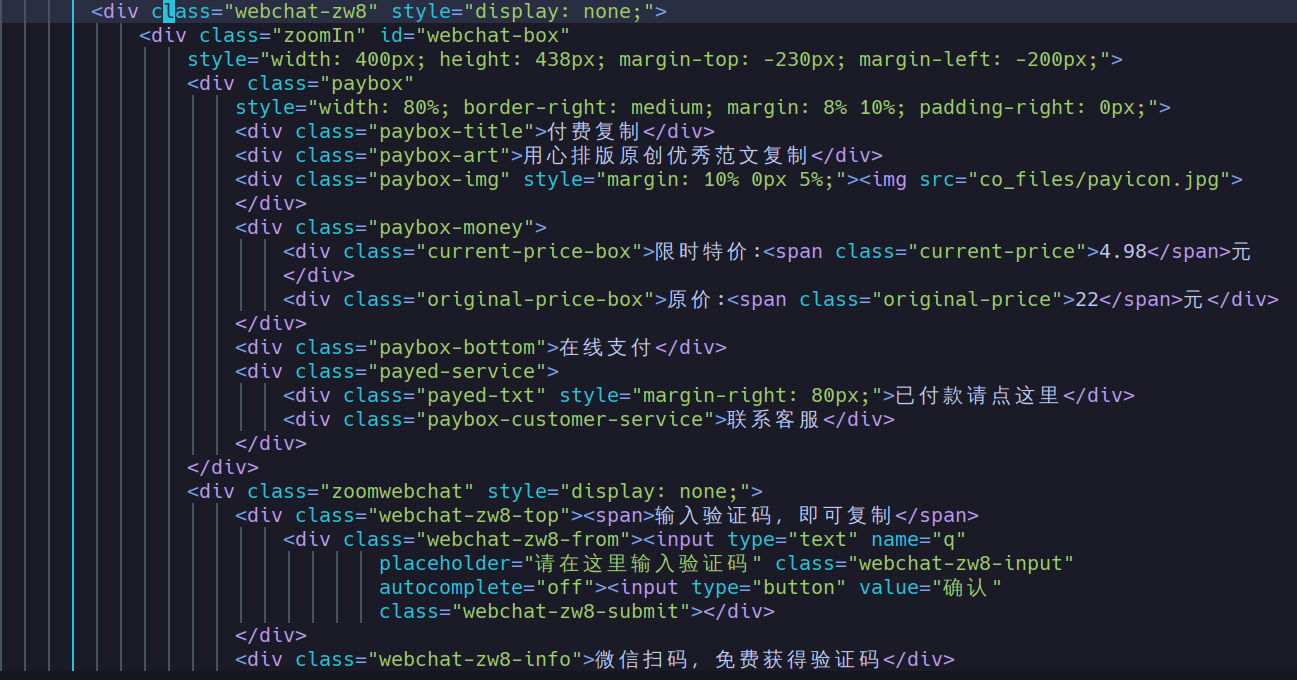 <div class="webchat-zw8" style="display: none;">
<div class="zoomIn" id="webchat-box"
style="width: 400px; height: 438px; margin-top: -230px; margin-left: -200px;">
<div class="paybox"
style="width: 80%; border-right: medium; margin: 8% 10%; padding-right: 0px;">
<div class="paybox-title">付费复制</div>
<div class="paybox-art">用心排版原创优秀范文复制</div>
<div class="paybox-img" style="margin: 10% 0px 5%;"><img src="co_files/payicon.jpg">
</div>
<div class="paybox-money">
<div class="current-price-box">限时特价:<span class="current-price">4.98</span>元
</div>
<div class="original-price-box">原价:<span class="original-price">22</span>元</div>
</div>
<div class="paybox-bottom">在线支付</div>
<div class="payed-service">
<div class="payed-txt" style="margin-right: 80px;">已付款请点这里</div>
<div class="paybox-customer-service">联系客服</div>
</div>
</div>
<div class="zoomwebchat" style="display: none;">
<div class="webchat-zw8-top"><span>输入验证码, 即可复制</span>
<div class="webchat-zw8-from"><input type="text" name="q"
placeholder="请在这里输入验证码" class="webchat-zw8-input"
autocomplete="off"><input type="button" value="确认"
class="webchat-zw8-submit"></div>
</div>
<div class="webchat-zw8-info">微信扫码, 免费获得验证码</div>